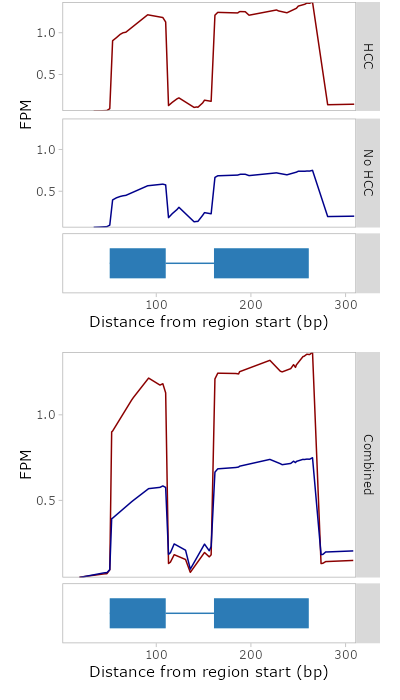 1.0
HCC
0.5
FPM
1.0
No HCC
0.5
100 200 300
Distance from region start (bp)
1.0
Combined
FPM
0.5
100 200 300
Distance from region start (bp)